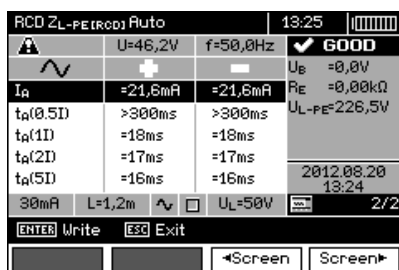 RCD ZL-PE[RCD] Auto 13:25
U=46,2V f=50,0Hz ✔ GOOD
UB =0,0V
IA =21,6mA =21,6mA RE =0,00kΩ
tA(0.5I) >300ms >300ms UL-PE=226,5V
tA(1I) =18ms =18ms
tA(2I) =17ms =17ms
tA(5I) =16ms =16ms 2012.08.20
13:24
30mA L=1,2m UL=50V 2/2
ENTER Write ESC Exit
◄Screen Screen►